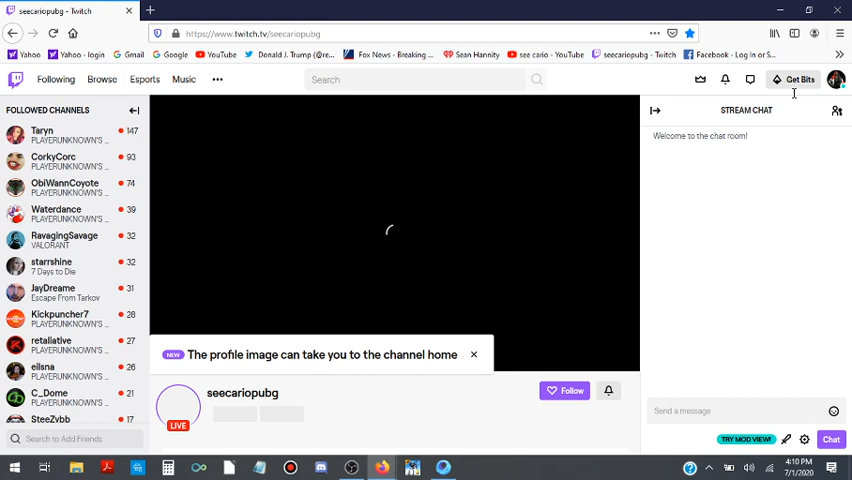 seecariopubg - Twitch
https://www.twitch.tv/seecariopubg
Yahoo Yahoo - login Gmail Google YouTube Donald J. Trump (@re... Fox News - Breaking ... Sean Hannity see cario - YouTube seecariopubg - Twitch Facebook - Log In or S...
Following Browse Esports Music Search Get Bits
FOLLOWED CHANNELS
Taryn 147
PLAYERUNKNOWN'S ...
CorkyCorc 93
PLAYERUNKNOWN'S ...
ObiWannCoyote 74
PLAYERUNKNOWN'S ...
Waterdance 39
PLAYERUNKNOWN'S ...
RavagingSavage 32
VALORANT
starrshine 32
7 Days to Die
JayDreame 31
Escape From Tarkov
Kickpuncher7 28
PLAYERUNKNOWN'S ...
retaliative 27
PLAYERUNKNOWN'S ...
eilsna 26
PLAYERUNKNOWN'S ...
C_Dome 21
PLAYERUNKNOWN'S ...
SteeZvbb 17
Search to Add Friends
NEW The profile image can take you to the channel home
seecariopubg
LIVE
Follow
STREAM CHAT
Welcome to the chat room!
Send a message
TRY MOD VIEW! Chat
4:10 PM
7/1/2020